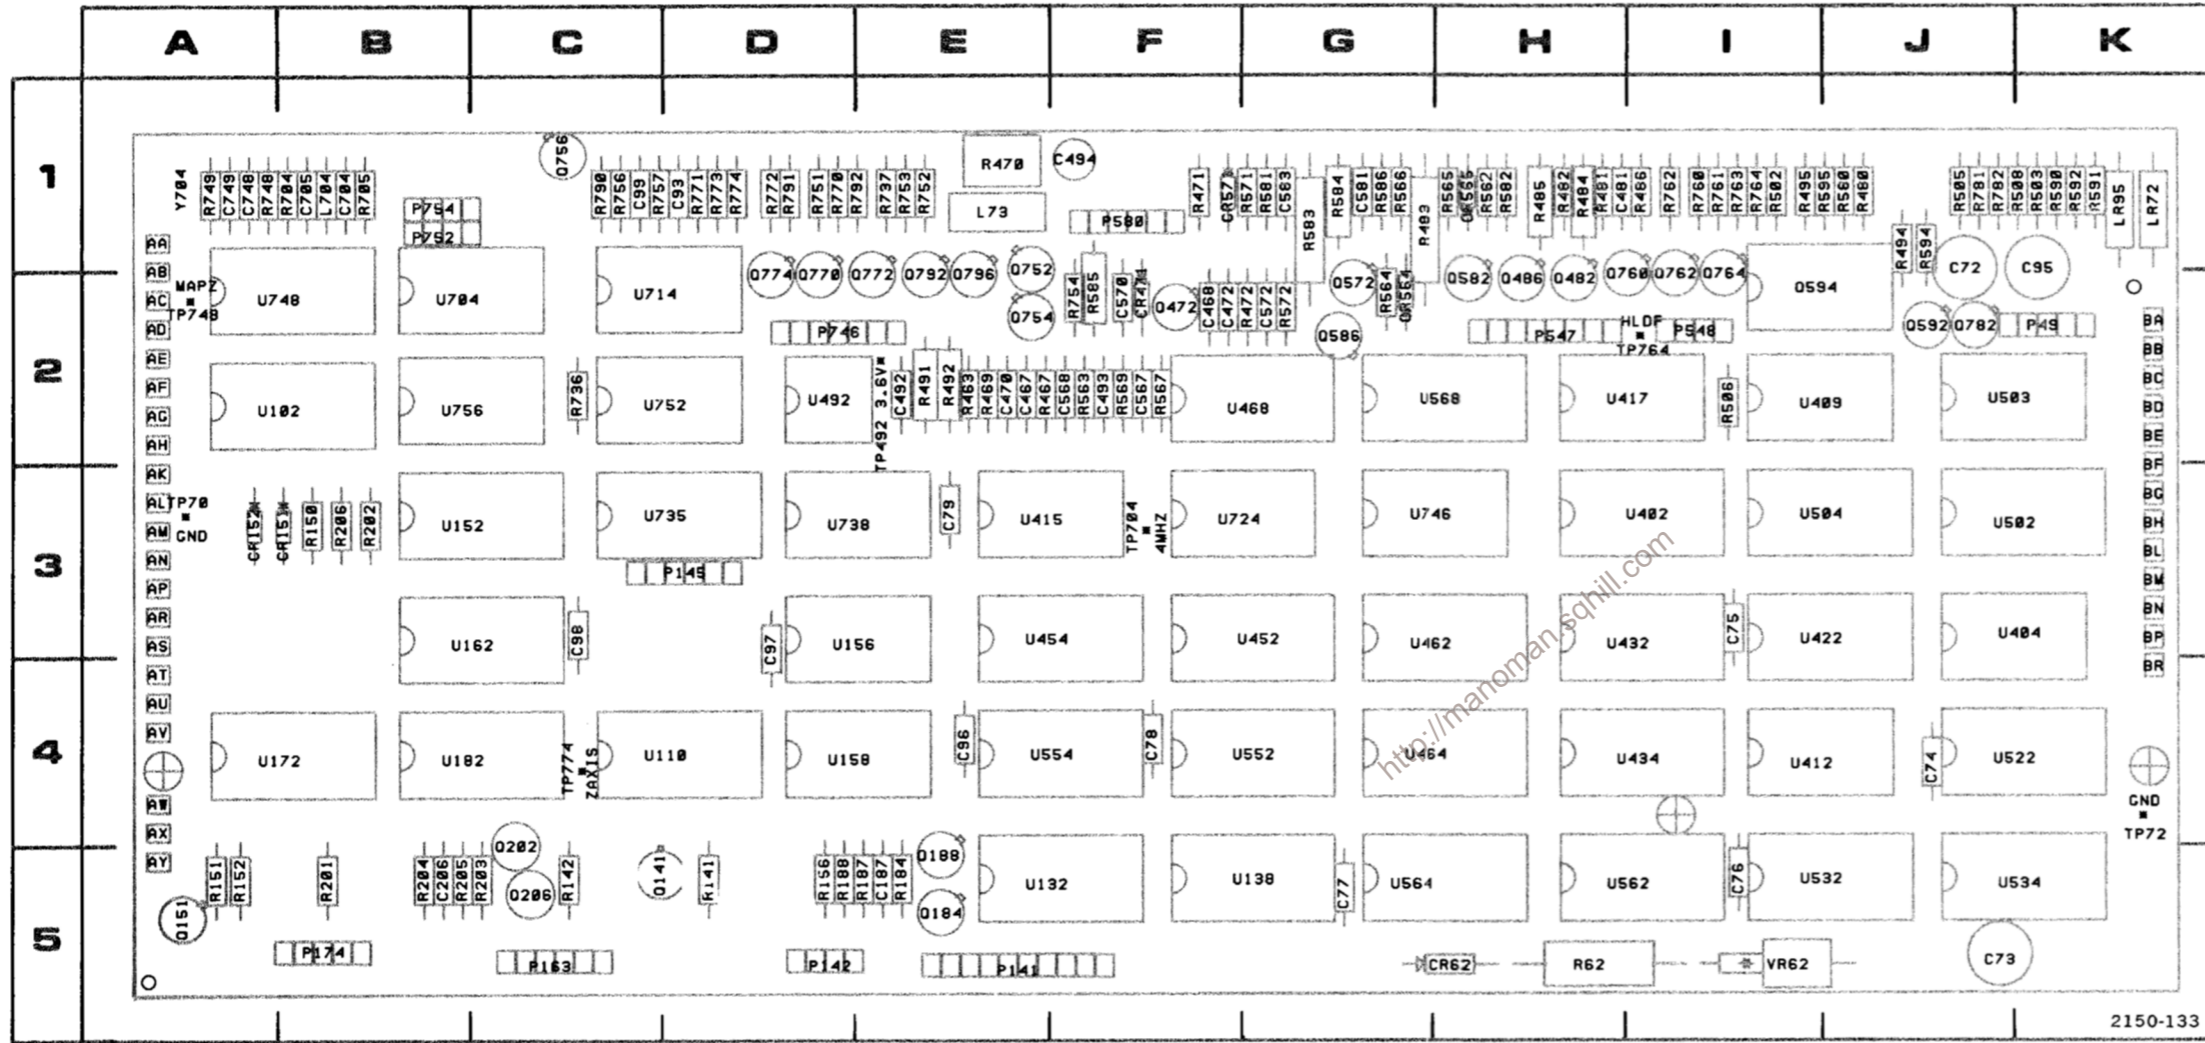 A B C D E F G H I J K
1
Y704 R749 C749 C748 R748 R704 C705 L704 C704 R705 Q756 R790 R756 C99 R757 C93 R771 R773 R774 R772 R791 R751 R770 R792 R737 R753 R752 R470 C494 R471 R571 C581 C583 R583 R584 C581 R586 R566 R483 R565 CR565 R562 R582 R485 R484 R481 C481 R486 R762 R760 R761 R763 R764 R502 R495 R595 R560 R480 R505 R781 R782 R508 R503 R590 R592 R591 LR95 LR72
P754 L73 P580
P752
AA R494 R594
AB Q774 Q770 Q772 Q792 Q796 Q752 Q572 Q582 Q486 Q482 Q760 Q762 Q764 C72 C95
MAPZ
AC U748 U704 U714 R754 R585 C570 CR471 Q472 C468 C472 R472 C572 R572 R564 CR564 Q594
TP748
AD P746 Q754 Q586 P547 HLDF P548 Q592 Q782 P49 BA
TP764
2
AE BB
AF R736 C492 R491 R492 R463 R469 C470 C467 R467 C568 R563 C493 R569 C567 R567 R506 BC
AG U102 U756 U752 U492 TP492 3.6V U468 U568 U417 U409 U503 BD
AH BE
AK BF
AL TP70 BG
AM GND CR152 CR151 R150 R206 R202 U152 U735 U738 C79 U415 TP704 4MHZ U724 U746 U402 U504 U502 BH
3
AN P145 BL
AP BM
AR BN
AS U162 C98 C97 U156 U454 U452 U462 U432 C75 U422 U404 BP
AT BR
http://manoman.sqhill.com
AU
AV
4
U172 U182 TP774 ZAXIS U110 U158 C96 U554 C78 U552 U464 U434 U412 C74 U522
AW GND
AX TP72
AY
R151 R152 R201 R204 C206 R205 R203 Q202 Q206 R142 Q141 R141 R156 R188 R187 C187 R184 Q188 Q184 U132 U138 C77 U564 U562 C76 U532 U534
5
Q151 P174 P163 P142 P141 CR62 R62 VR62 C73
2150-133